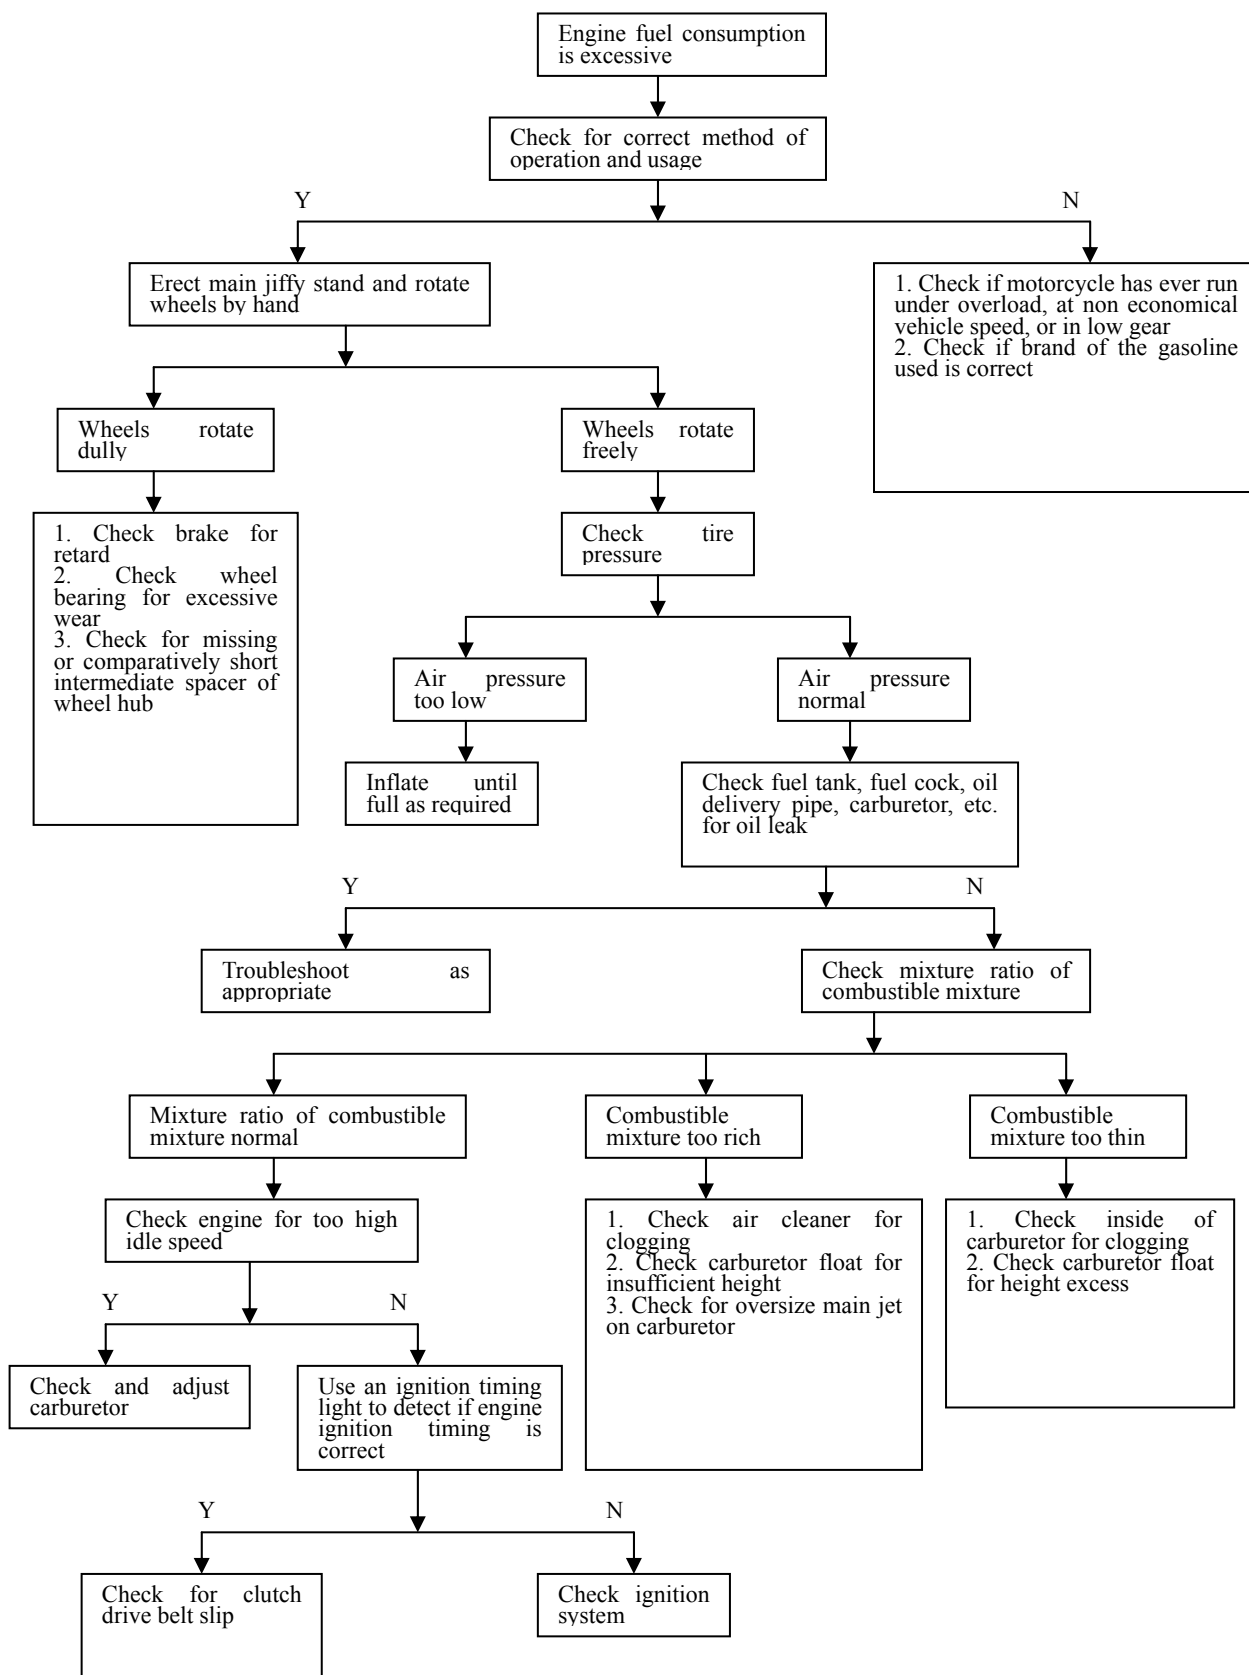 Engine fuel consumption
is excessive
Check for correct method of
operation and usage
Y
N
Erect main jiffy stand and rotate
wheels by hand
1. Check if motorcycle has ever run
under overload, at non economical
vehicle speed, or in low gear
2. Check if brand of the gasoline
used is correct
Wheels rotate
dully
Wheels rotate
freely
1. Check brake for
retard
2. Check wheel
bearing for excessive
wear
3. Check for missing
or comparatively short
intermediate spacer of
wheel hub
Check tire
pressure
Air pressure
too low
Air pressure
normal
Inflate until
full as required
Check fuel tank, fuel cock, oil
delivery pipe, carburetor, etc.
for oil leak
Y
N
Troubleshoot as
appropriate
Check mixture ratio of
combustible mixture
Mixture ratio of combustible
mixture normal
Combustible
mixture too rich
Combustible
mixture too thin
Check engine for too high
idle speed
1. Check air cleaner for
clogging
2. Check carburetor float for
insufficient height
3. Check for oversize main jet
on carburetor
1. Check inside of
carburetor for clogging
2. Check carburetor float
for height excess
Y
N
Check and adjust
carburetor
Use an ignition timing
light to detect if engine
ignition timing is
correct
Y
N
Check for clutch
drive belt slip
Check ignition
system